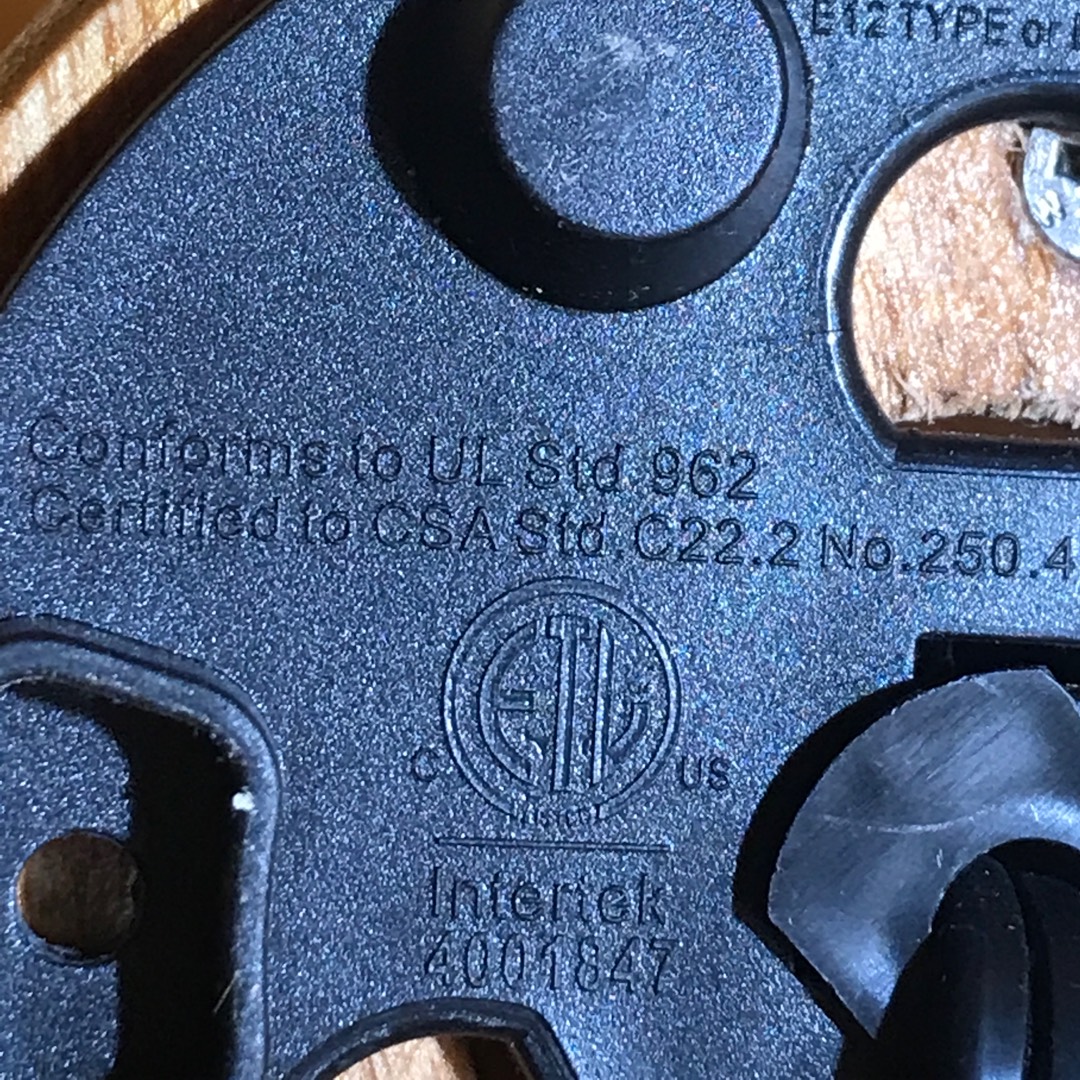 E12 TYPE or
Conforms to UL Std.962
Certified to CSA Std.C22.2 No.250.4
ETL
C US
Intertek
4001847